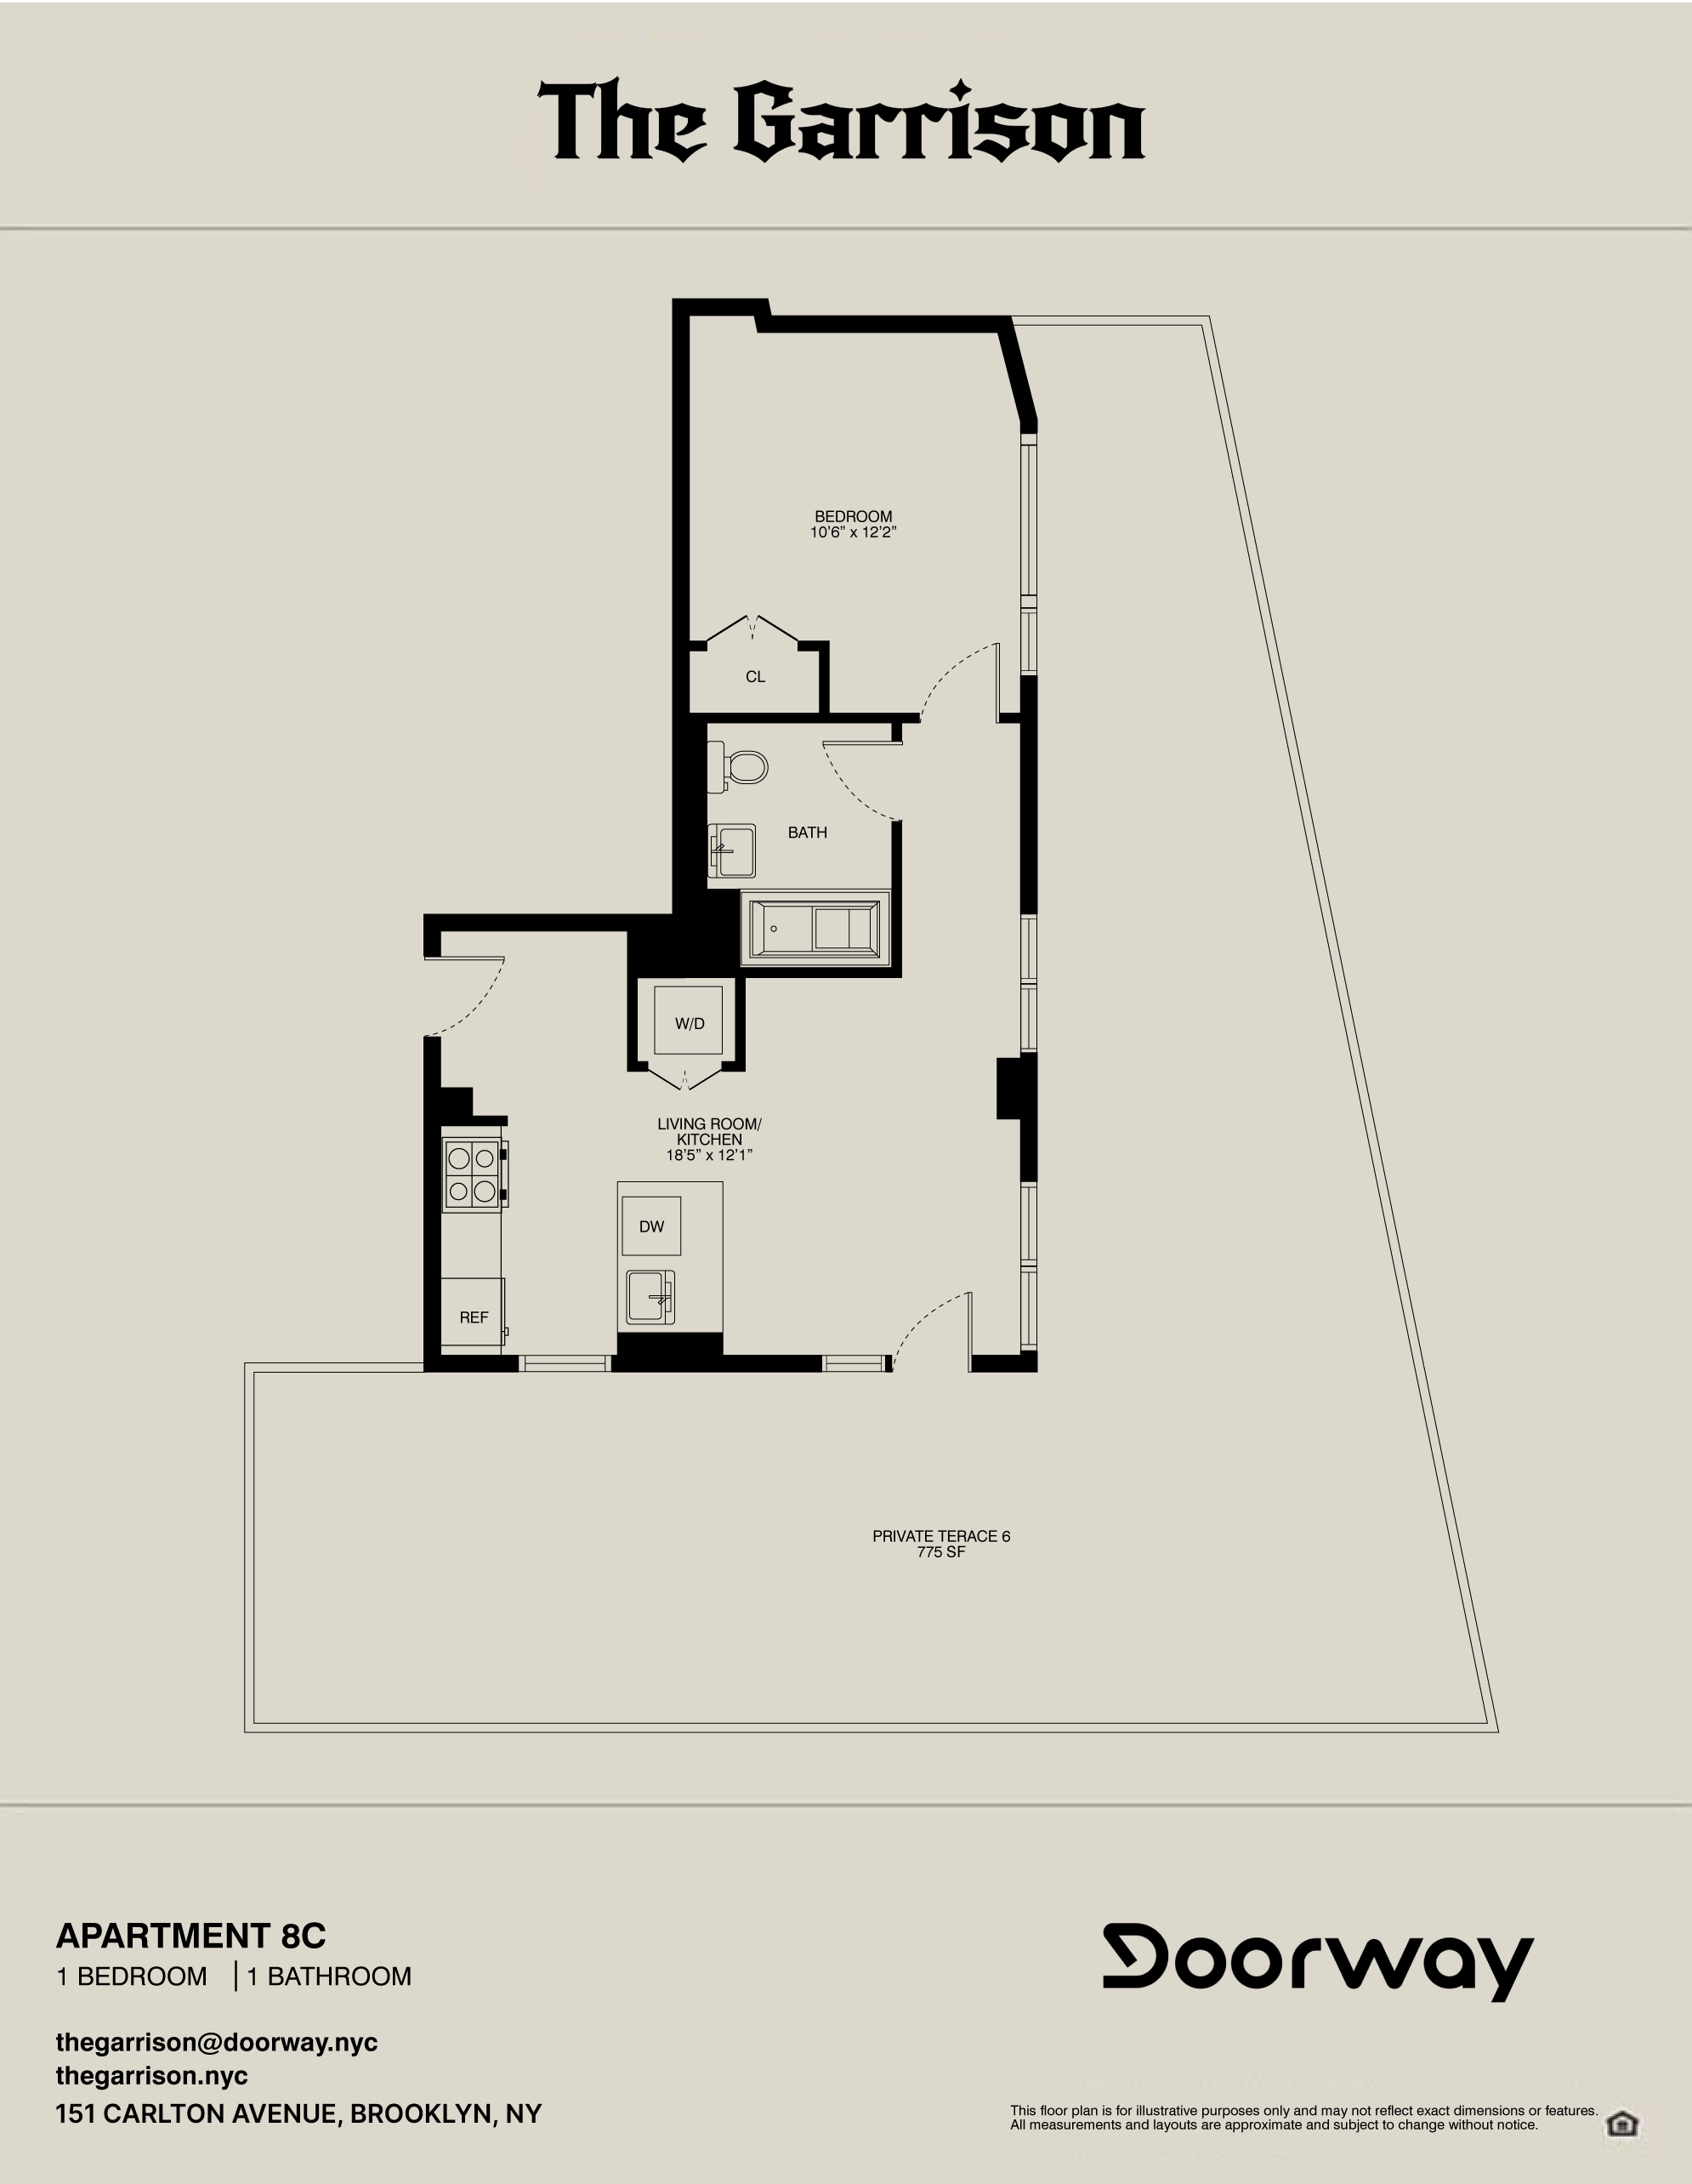 The Garrison
BEDROOM
10'6” x 12'2”
CL
BATH
W/D
LIVING ROOM/
KITCHEN
18'5” x 12'1”
DW
REF
PRIVATE TERACE 6
775 SF
APARTMENT 8C
1 BEDROOM | 1 BATHROOM
thegarrison@doorway.nyc
thegarrison.nyc
151 CARLTON AVENUE, BROOKLYN, NY
Doorway
This floor plan is for illustrative purposes only and may not reflect exact dimensions or features.
All measurements and layouts are approximate and subject to change without notice.